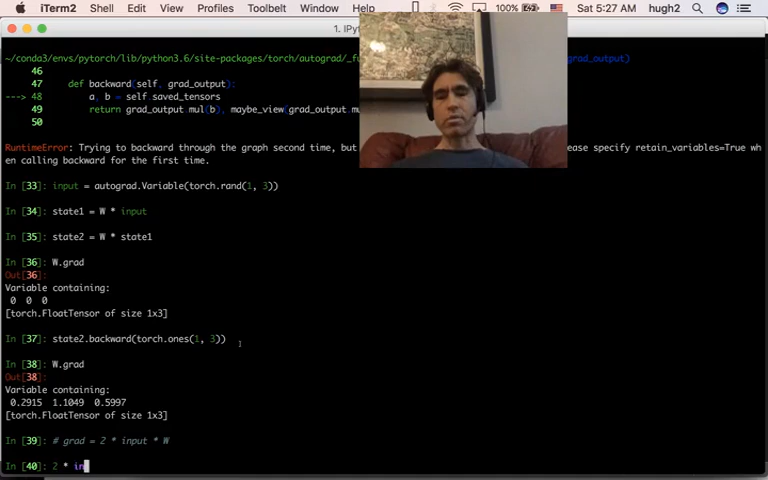 iTerm2 Shell Edit View Profiles Toolbelt Window Help 100% Sat 5:27 AM hugh2
1. IPy
~/conda3/envs/pytorch/lib/python3.6/site-packages/torch/autograd/_fu grad_output)
46
47 def backward(self, grad_output):
---> 48 a, b = self.saved_tensors
49 return grad_output mul(b), maybe_view(grad_output.mu
50
RuntimeError: Trying to backward through the graph second time, but ease specify retain_variables=True wh
en calling backward for the first time.
In [33]: input = autograd.Variable(torch.rand(1, 3))
In [34]: state1 = W * input
In [35]: state2 = W * state1
In [36]: W.grad
Out[36]:
Variable containing:
0 0 0
[torch.FloatTensor of size 1x3]
In [37]: state2.backward(torch.ones(1, 3))
In [38]: W.grad
Out[38]:
Variable containing:
0.2915 1.1049 0.5997
[torch.FloatTensor of size 1x3]
In [39]: # grad = 2 * input * W
In [40]: 2 * in